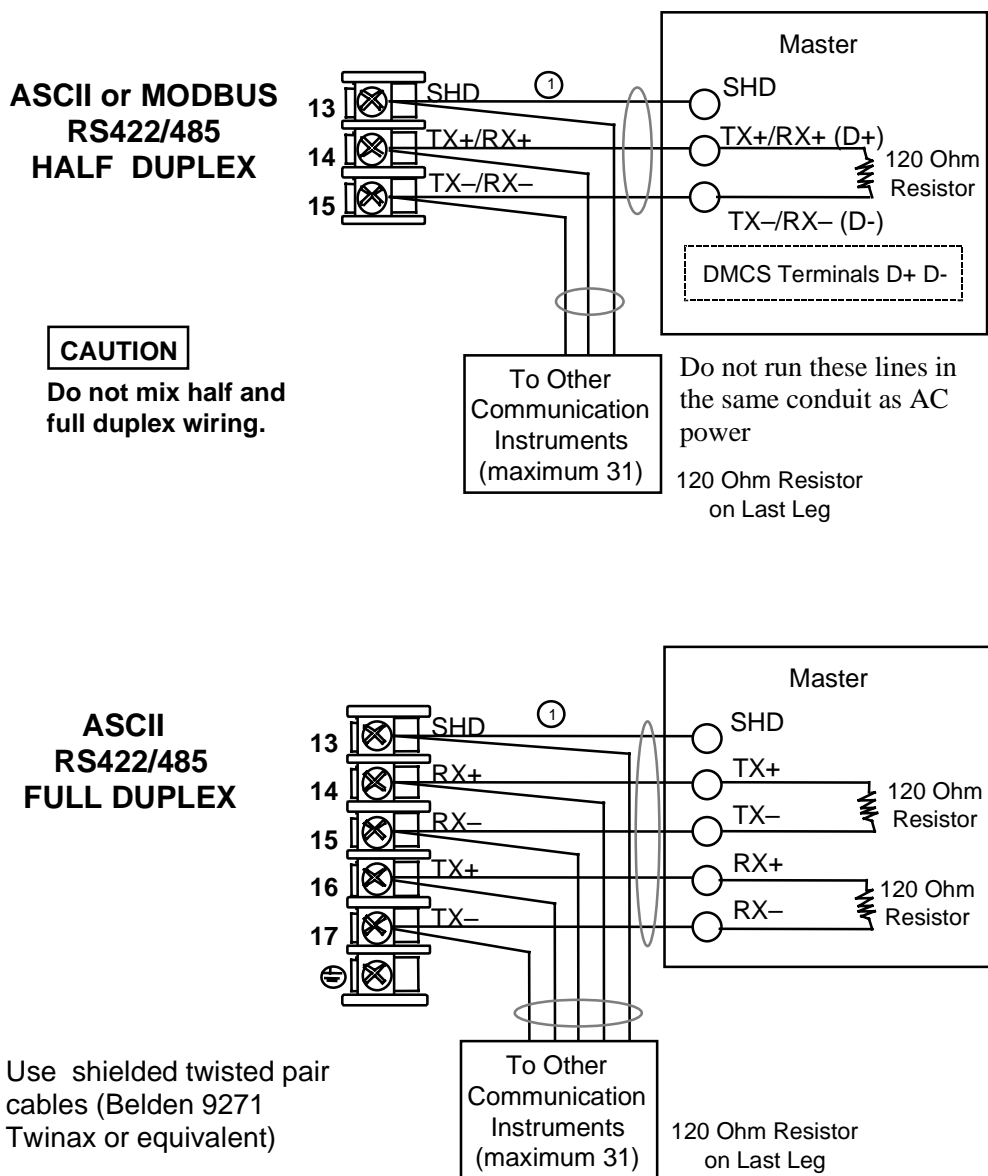 ASCII or MODBUS
RS422/485
HALF DUPLEX
13
14
15
SHD
TX+/RX+
TX–/RX–
1
Master
SHD
TX+/RX+ (D+)
120 Ohm
Resistor
TX–/RX– (D-)
DMCS Terminals D+ D-
CAUTION
Do not mix half and
full duplex wiring.
To Other
Communication
Instruments
(maximum 31)
Do not run these lines in
the same conduit as AC
power
120 Ohm Resistor
on Last Leg
ASCII
RS422/485
FULL DUPLEX
13
14
15
16
17
SHD
RX+
RX–
TX+
TX–
1
Master
SHD
TX+
TX–
120 Ohm
Resistor
RX+
RX–
120 Ohm
Resistor
Use shielded twisted pair
cables (Belden 9271
Twinax or equivalent)
To Other
Communication
Instruments
(maximum 31)
120 Ohm Resistor
on Last Leg